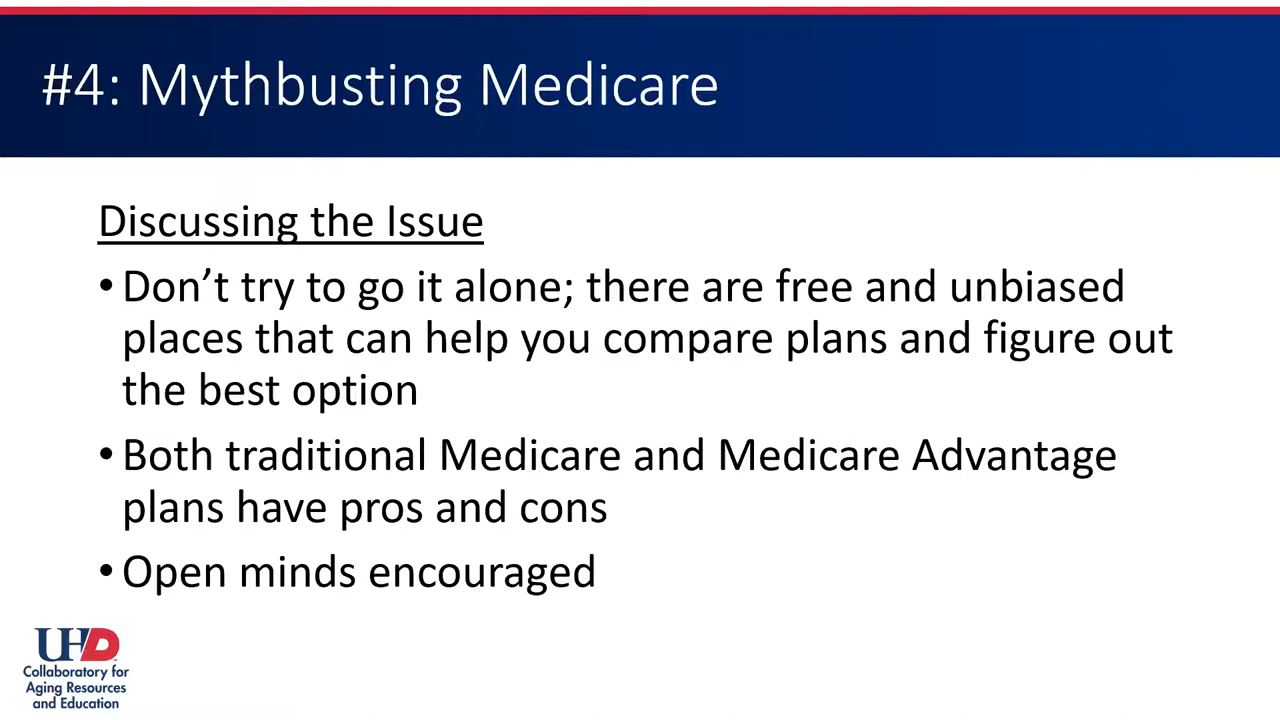 #4: Mythbusting Medicare
Discussing the Issue
•Don’t try to go it alone; there are free and unbiased
places that can help you compare plans and figure out
the best option
•Both traditional Medicare and Medicare Advantage
plans have pros and cons
•Open minds encouraged
UHD
Collaboratory for
Aging Resources
and Education